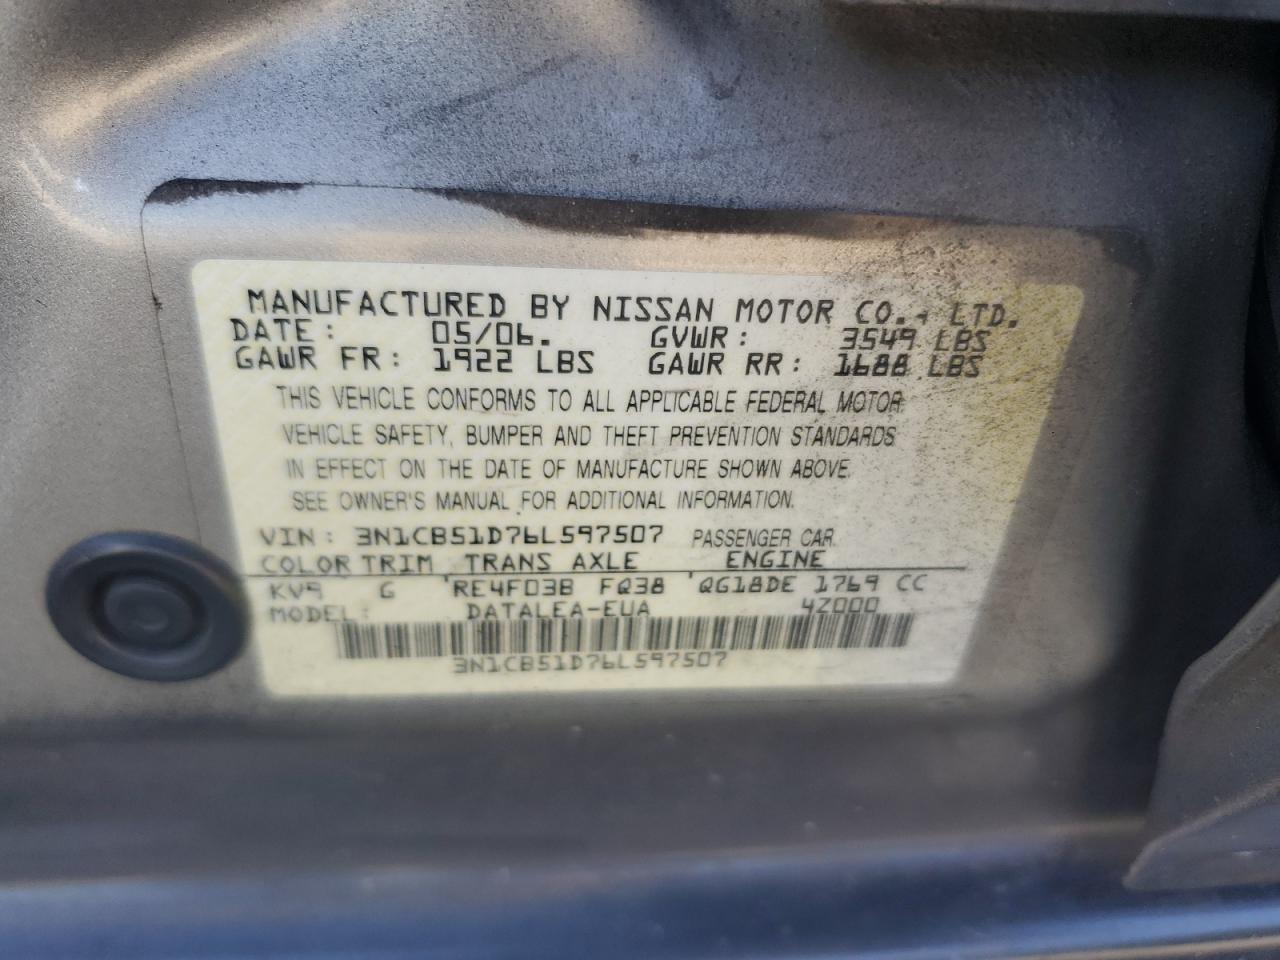 MANUFACTURED BY NISSAN MOTOR CO., LTD.
DATE: 05/06. GVWR: 3549 LBS
GAWR FR: 1922 LBS GAWR RR: 1688 LBS
THIS VEHICLE CONFORMS TO ALL APPLICABLE FEDERAL MOTOR
VEHICLE SAFETY, BUMPER AND THEFT PREVENTION STANDARDS
IN EFFECT ON THE DATE OF MANUFACTURE SHOWN ABOVE.
SEE OWNER'S MANUAL FOR ADDITIONAL INFORMATION.
VIN: 3N1CB51D76L597507 PASSENGER CAR
COLOR TRIM TRANS AXLE ENGINE
KV9 G 'RE4F03B FQ38 'QG18DE 1769 CC
MODEL: DATALEA-EUA 4Z000
3N1CB51D76L597507